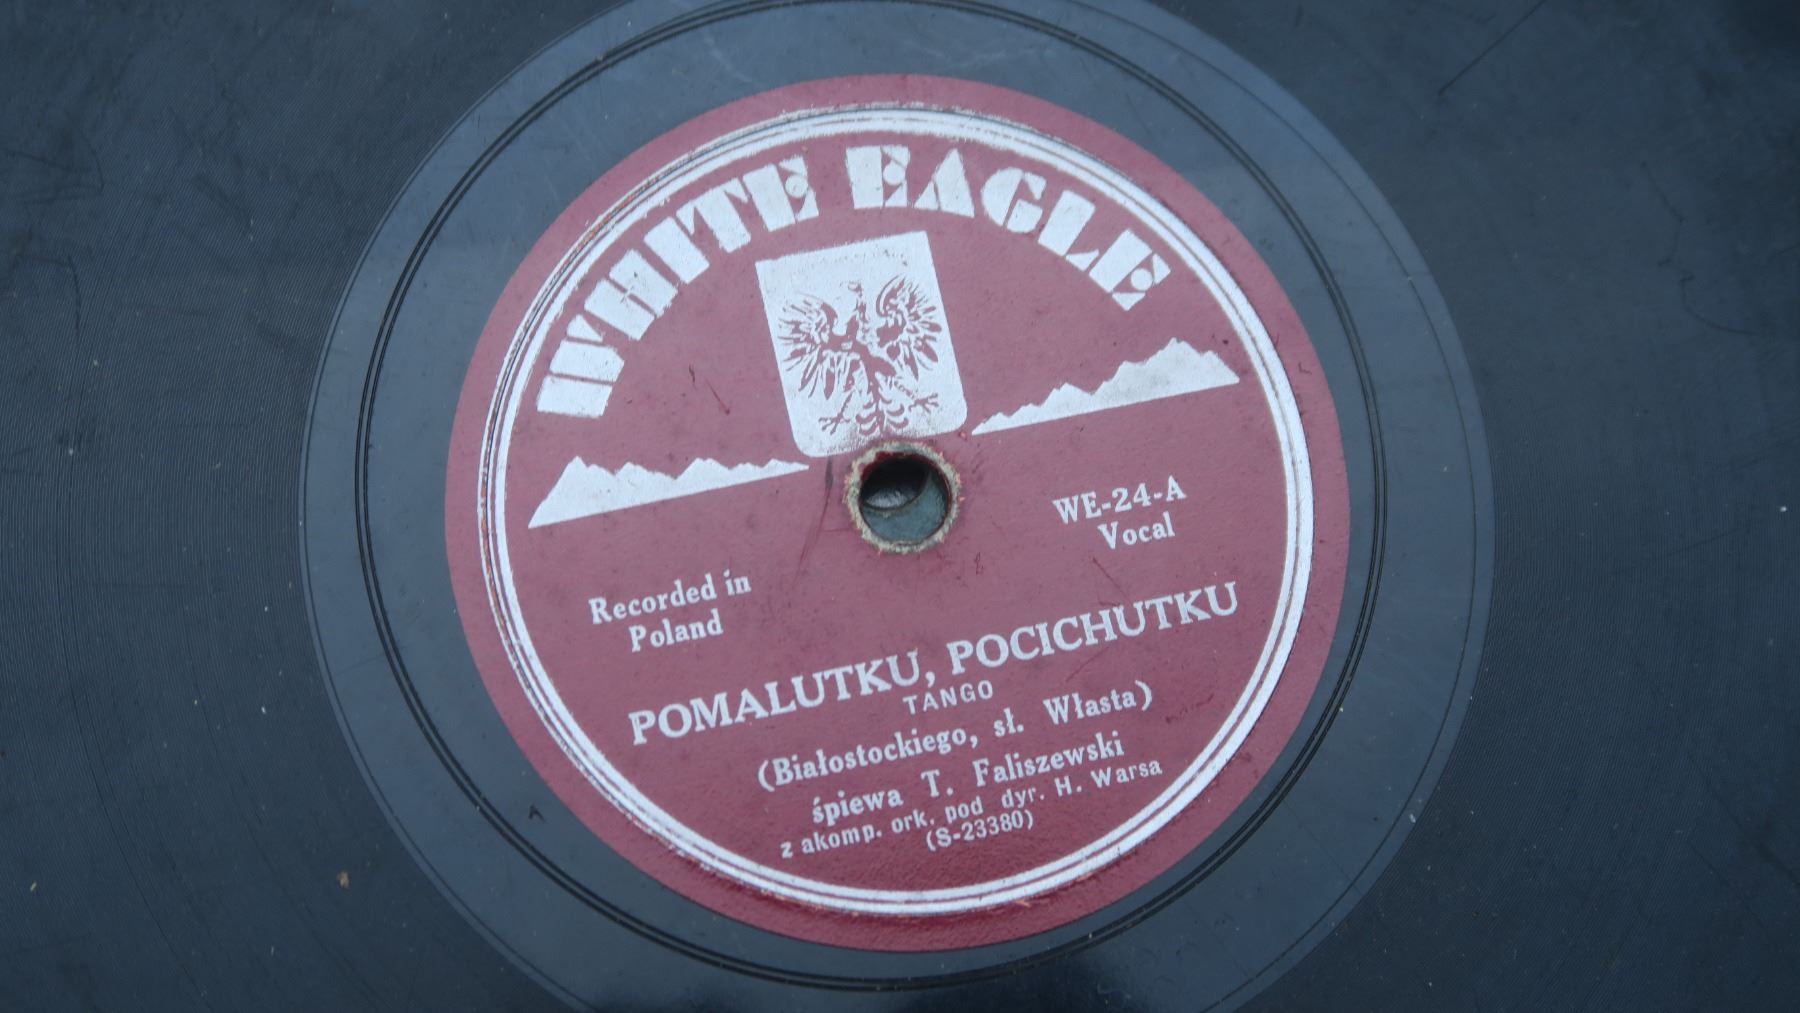 WHITE EAGLE
WE-24-A
Vocal
Recorded in
Poland
POMALUTKU, POCICHUTKU
TANGO
(Białostockiego, sł. Własta)
śpiewa T. Faliszewski
z akomp. ork. pod dyr. H. Warsa
(S-23380)